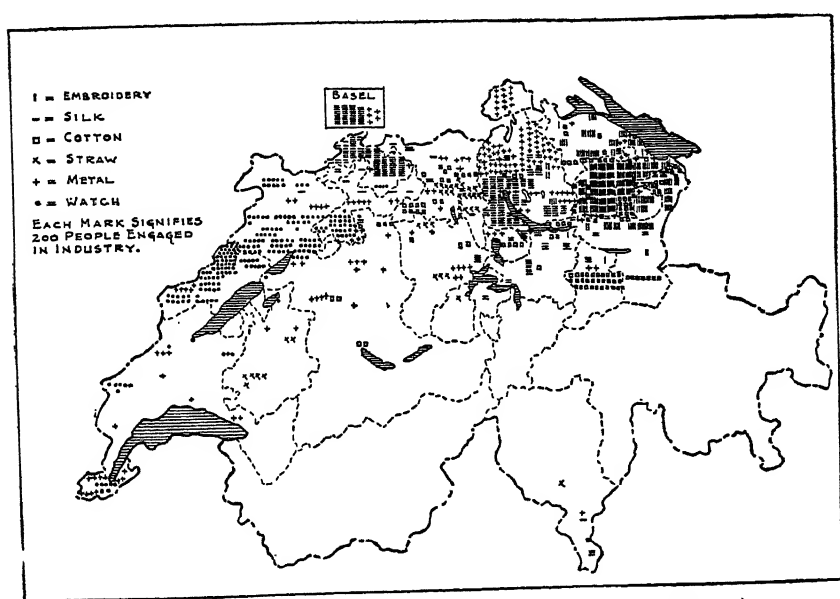 ı = EMBROIDERY
– = SILK
□ = COTTON
x = STRAW
+ = METAL
• = WATCH
EACH MARK SIGNIFIES
200 PEOPLE ENGAGED
IN INDUSTRY.
BASEL